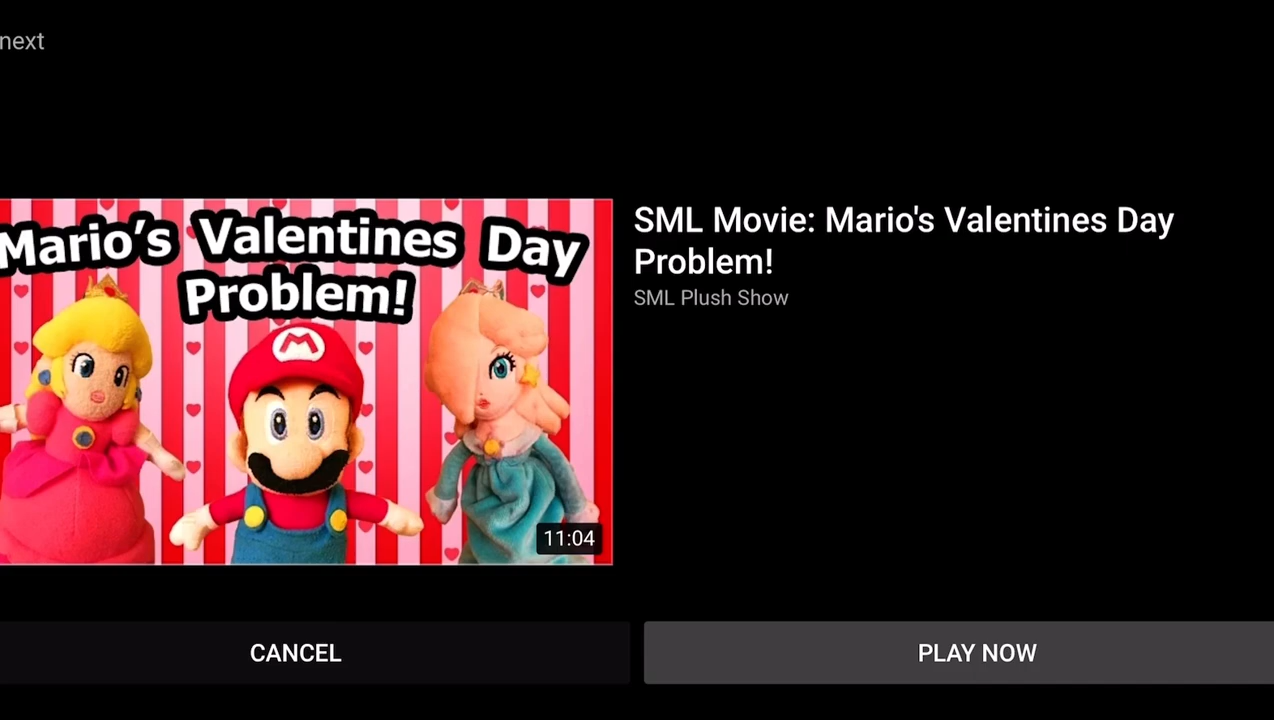 next
Mario's Valentines Day
Problem!
M
11:04
SML Movie: Mario's Valentines Day
Problem!
SML Plush Show
CANCEL
PLAY NOW